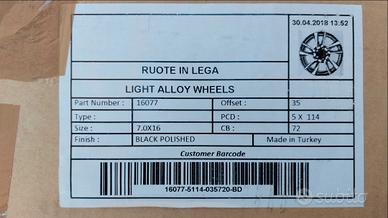 30.04.2018 13:52
RUOTE IN LEGA
LIGHT ALLOY WHEELS
Part Number : 16077 Offset : 35
Type : PCD : 5 X 114
Size : 7.0X16 CB : 72
Finish : BLACK POLISHED Made in Turkey
Customer Barcode
16077-5114-035720-BD
subito